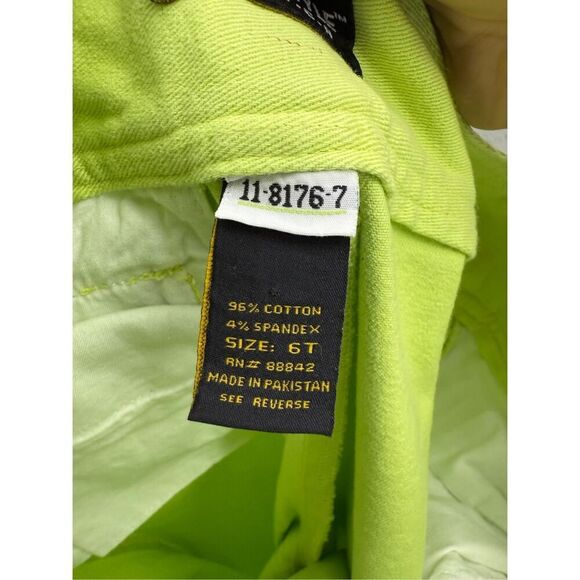 11-8176-7
96% COTTON
4% SPANDEX
SIZE: 6T
RN# 88842
MADE IN PAKISTAN
SEE REVERSE